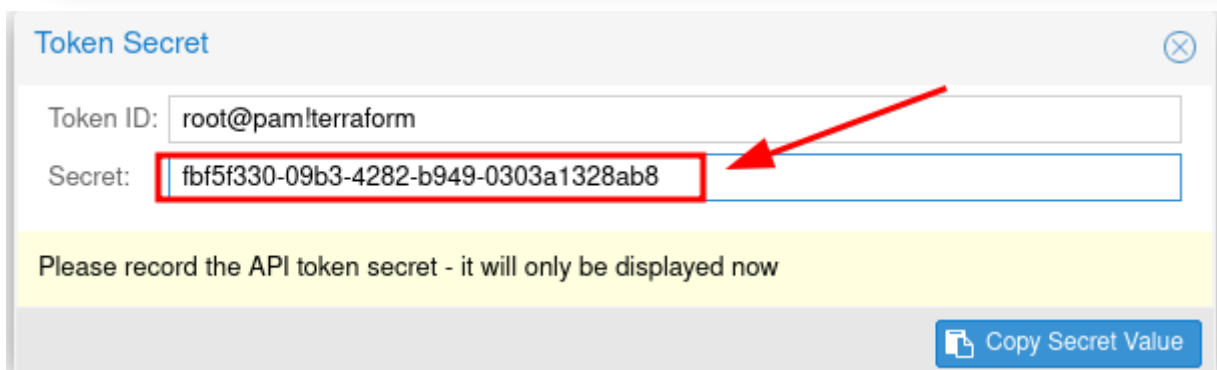 Token Secret
Token ID: root@pam!terraform
Secret: fbf5f330-09b3-4282-b949-0303a1328ab8
Please record the API token secret - it will only be displayed now
Copy Secret Value